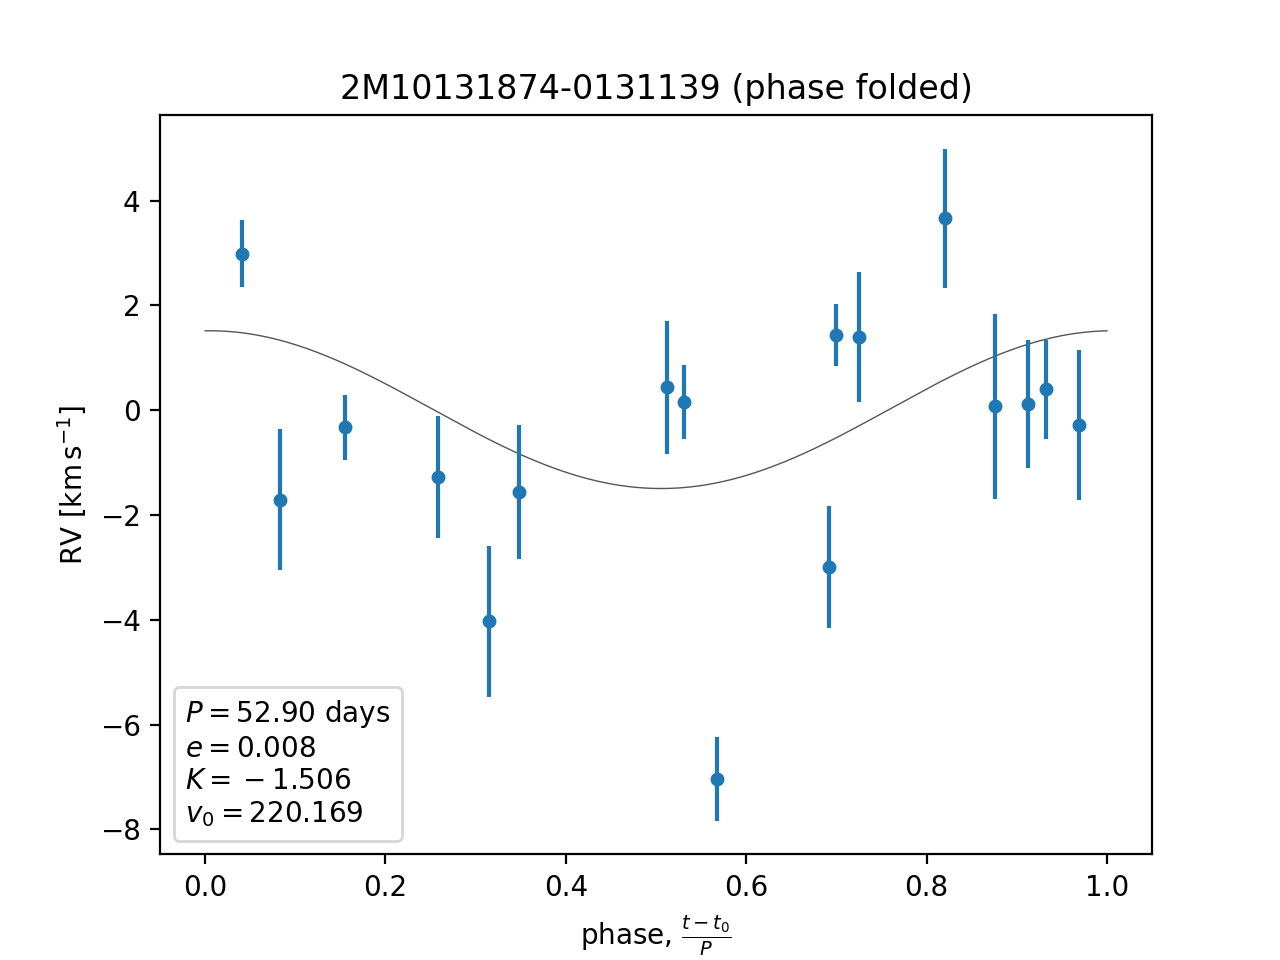 2M10131874-0131139 (phase folded)
RV [km s⁻¹]
4
2
0
−2
−4
−6
−8
P = 52.90 days
e = 0.008
K = −1.506
v₀ = 220.169
0.0 0.2 0.4 0.6 0.8 1.0
phase, (t − t₀)/P